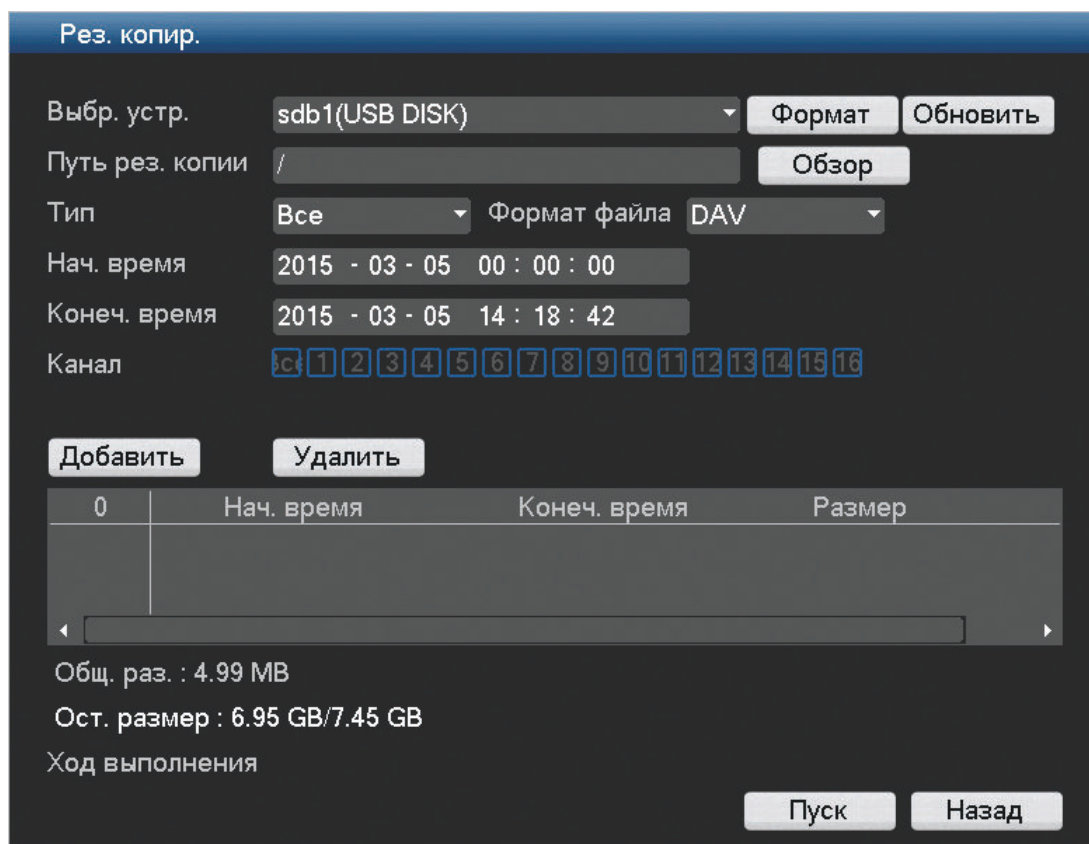 Рез. копир.
Выбр. устр. sdb1(USB DISK) Формат Обновить
Путь рез. копии / Обзор
Тип Все Формат файла DAV
Нач. время 2015 - 03 - 05 00 : 00 : 00
Конеч. время 2015 - 03 - 05 14 : 18 : 42
Канал Все 1 2 3 4 5 6 7 8 9 10 11 12 13 14 15 16
Добавить Удалить
0 Нач. время Конеч. время Размер
Общ. раз. : 4.99 MB
Ост. размер : 6.95 GB/7.45 GB
Ход выполнения
Пуск Назад